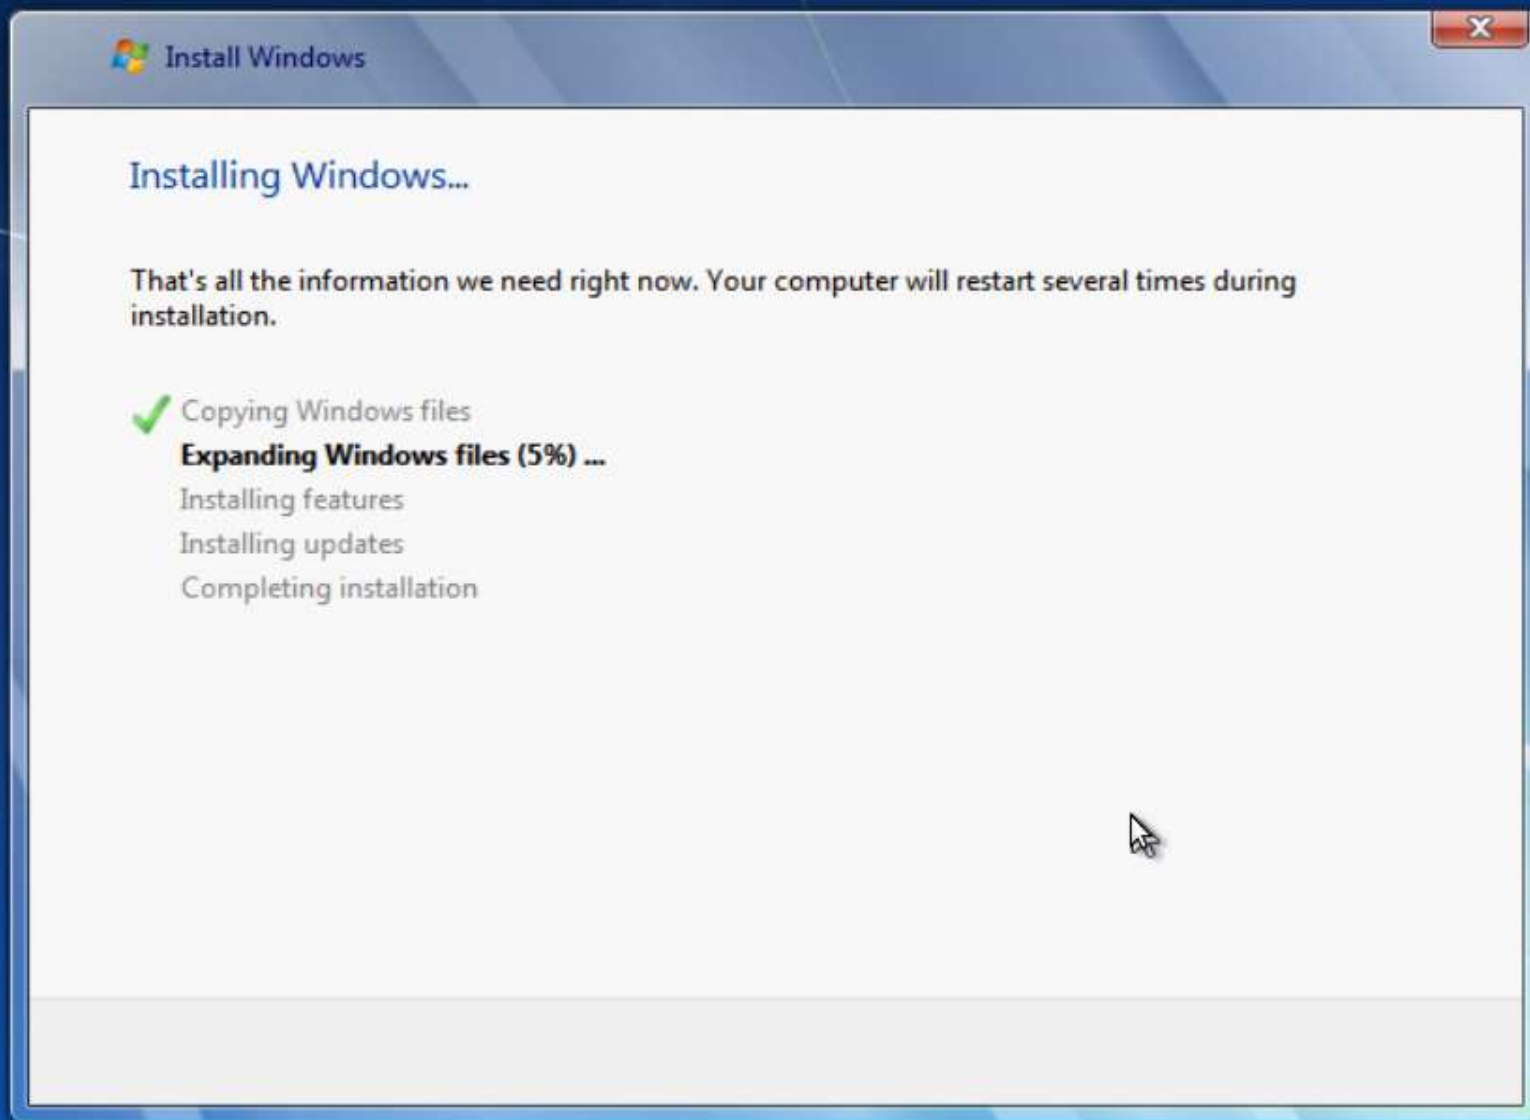 Install Windows
Installing Windows...
That's all the information we need right now. Your computer will restart several times during
installation.
Copying Windows files
Expanding Windows files (5%) ...
Installing features
Installing updates
Completing installation